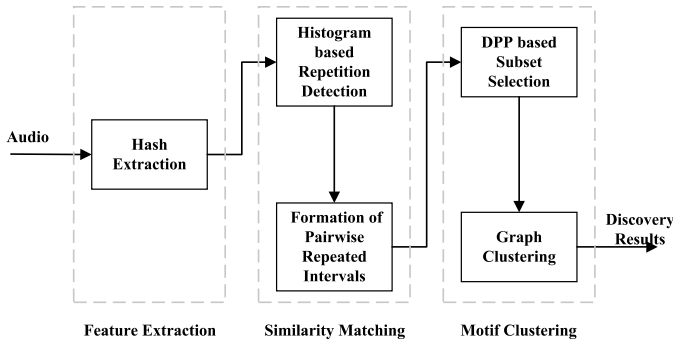 Audio
Hash
Extraction
Feature Extraction
Histogram
based
Repetition
Detection
Formation of
Pairwise
Repeated
Intervals
Similarity Matching
DPP based
Subset
Selection
Graph
Clustering
Motif Clustering
Discovery
Results